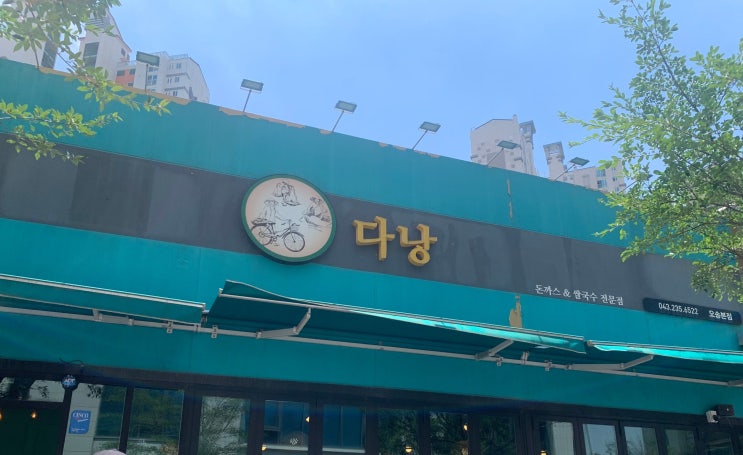 다낭
돈까스 & 쌀국수 전문점
043.235.6522 오송본점